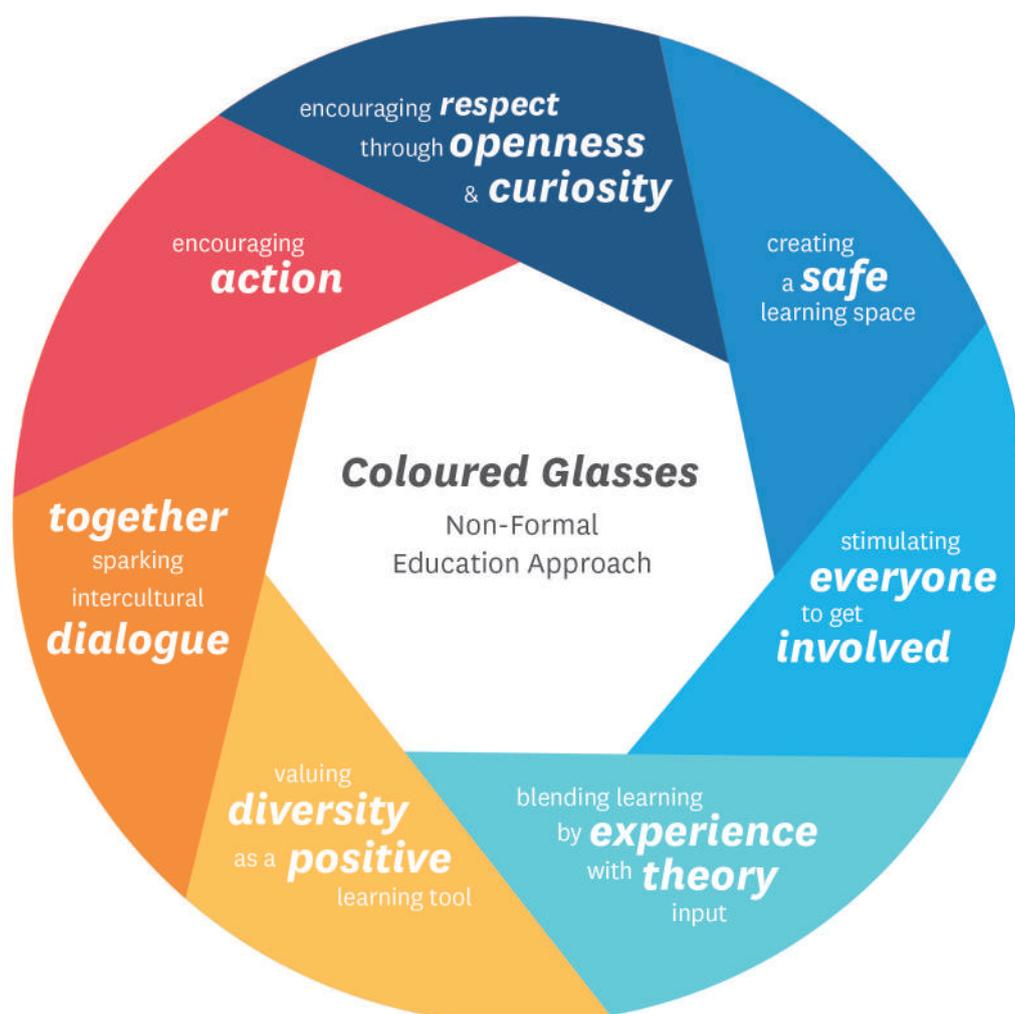 encouraging respect
through openness
& curiosity
creating
a safe
learning space
stimulating
everyone
to get
involved
blending learning
by experience
with theory
input
valuing
diversity
as a positive
learning tool
together
sparking
intercultural
dialogue
encouraging
action
Coloured Glasses
Non-Formal
Education Approach